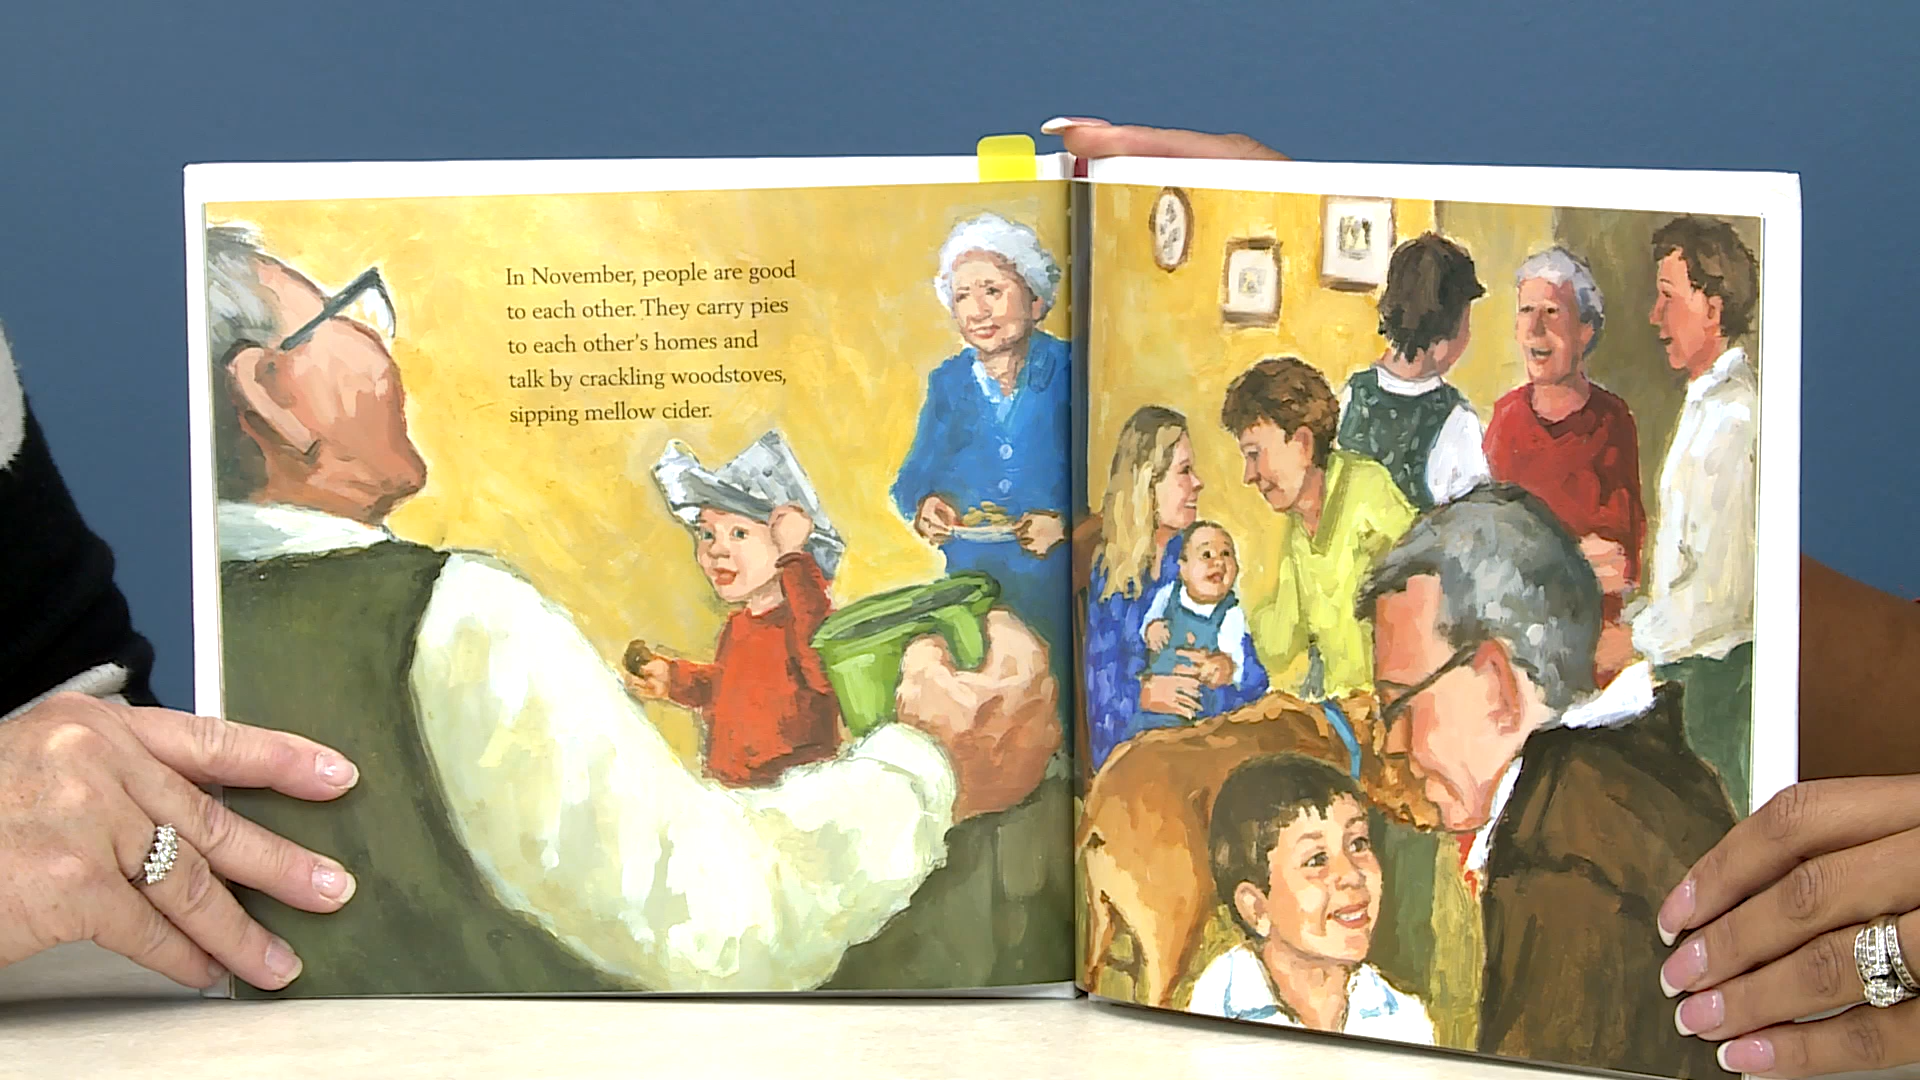 In November, people are good
to each other. They carry pies
to each other's homes and
talk by crackling woodstoves,
sipping mellow cider.